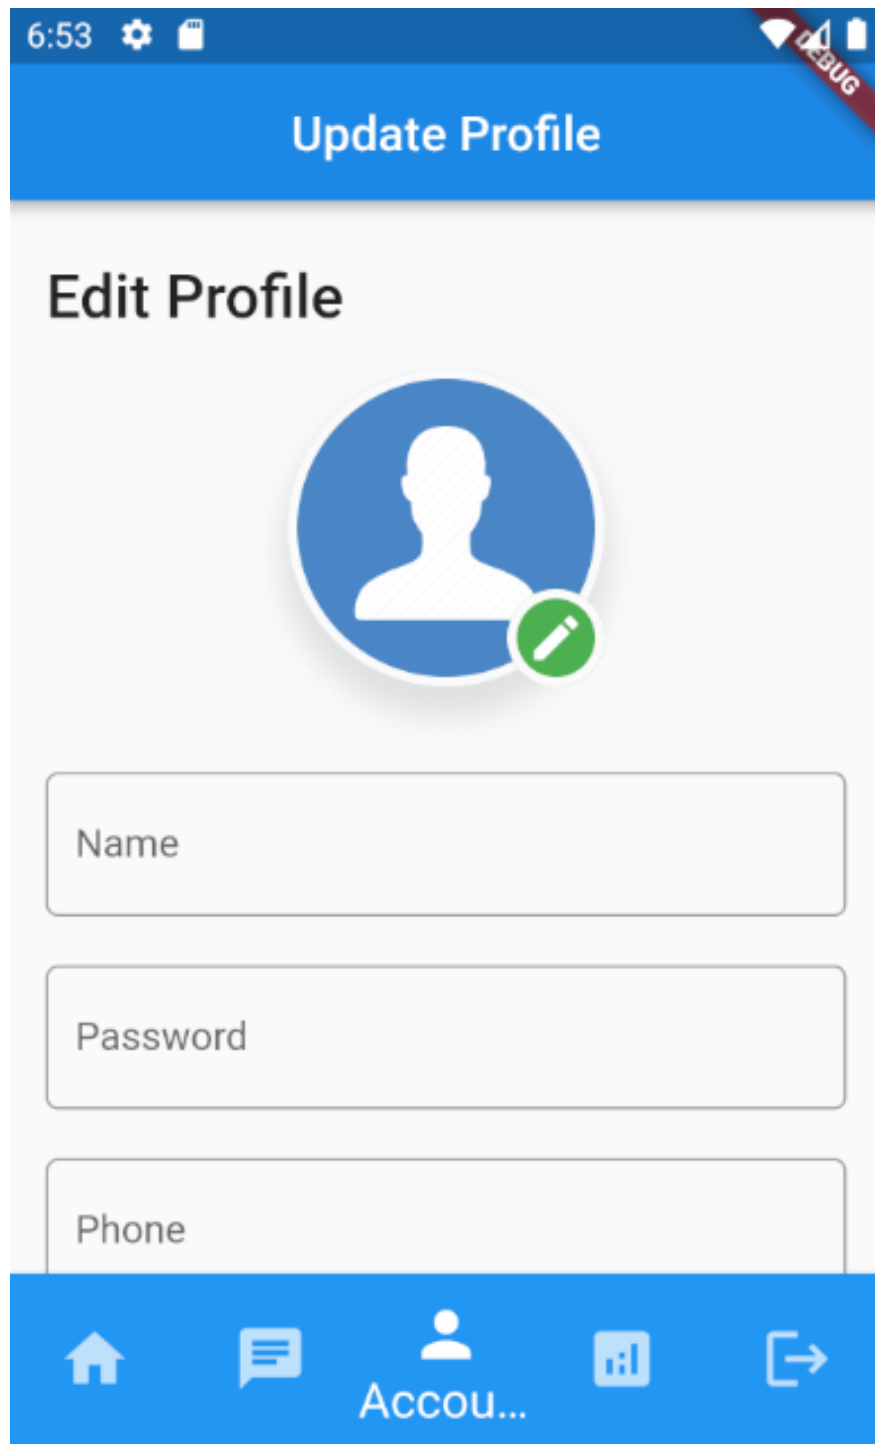 6:53
DEBUG
Update Profile
Edit Profile
Name
Password
Phone
Accou...